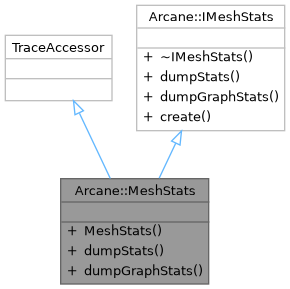 Arcane::IMeshStats
+ ~IMeshStats()
+ dumpStats()
+ dumpGraphStats()
+ create()
TraceAccessor
Arcane::MeshStats
+ MeshStats()
+ dumpStats()
+ dumpGraphStats()